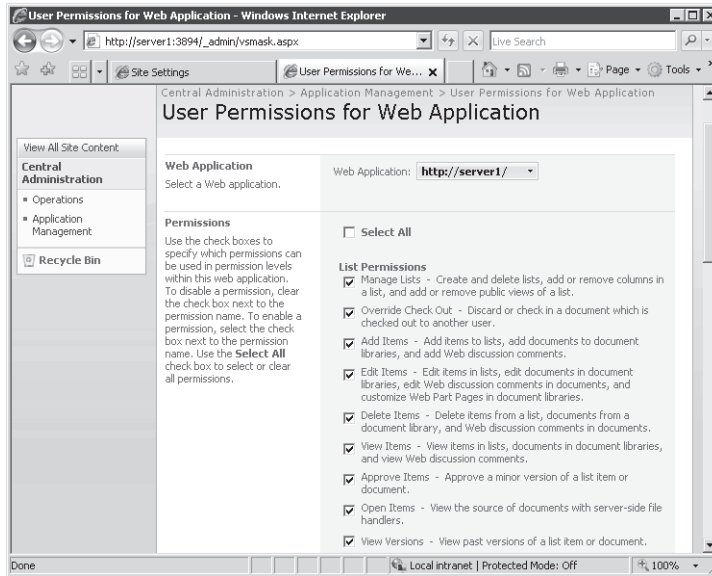 User Permissions for Web Application - Windows Internet Explorer
http://server1:3894/_admin/vsmask.aspx
Live Search
Site Settings
User Permissions for We...
Page
Tools
Central Administration > Application Management > User Permissions for Web Application
User Permissions for Web Application
View All Site Content
Central
Administration
Operations
Application
Management
Recycle Bin
Web Application
Select a Web application.
Web Application: http://server1/
Permissions
Use the check boxes to
specify which permissions can
be used in permission levels
within this web application.
To disable a permission, clear
the check box next to the
permission name. To enable a
permission, select the check
box next to the permission
name. Use the Select All
check box to select or clear
all permissions.
Select All
List Permissions
Manage Lists - Create and delete lists, add or remove columns in
a list, and add or remove public views of a list.
Override Check Out - Discard or check in a document which is
checked out to another user.
Add Items - Add items to lists, add documents to document
libraries, and add Web discussion comments.
Edit Items - Edit items in lists, edit documents in document
libraries, edit Web discussion comments in documents, and
customize Web Part Pages in document libraries.
Delete Items - Delete items from a list, documents from a
document library, and Web discussion comments in documents.
View Items - View items in lists, documents in document libraries,
and view Web discussion comments.
Approve Items - Approve a minor version of a list item or
document.
Open Items - View the source of documents with server-side file
handlers.
View Versions - View past versions of a list item or document.
Done
Local intranet | Protected Mode: Off
100%